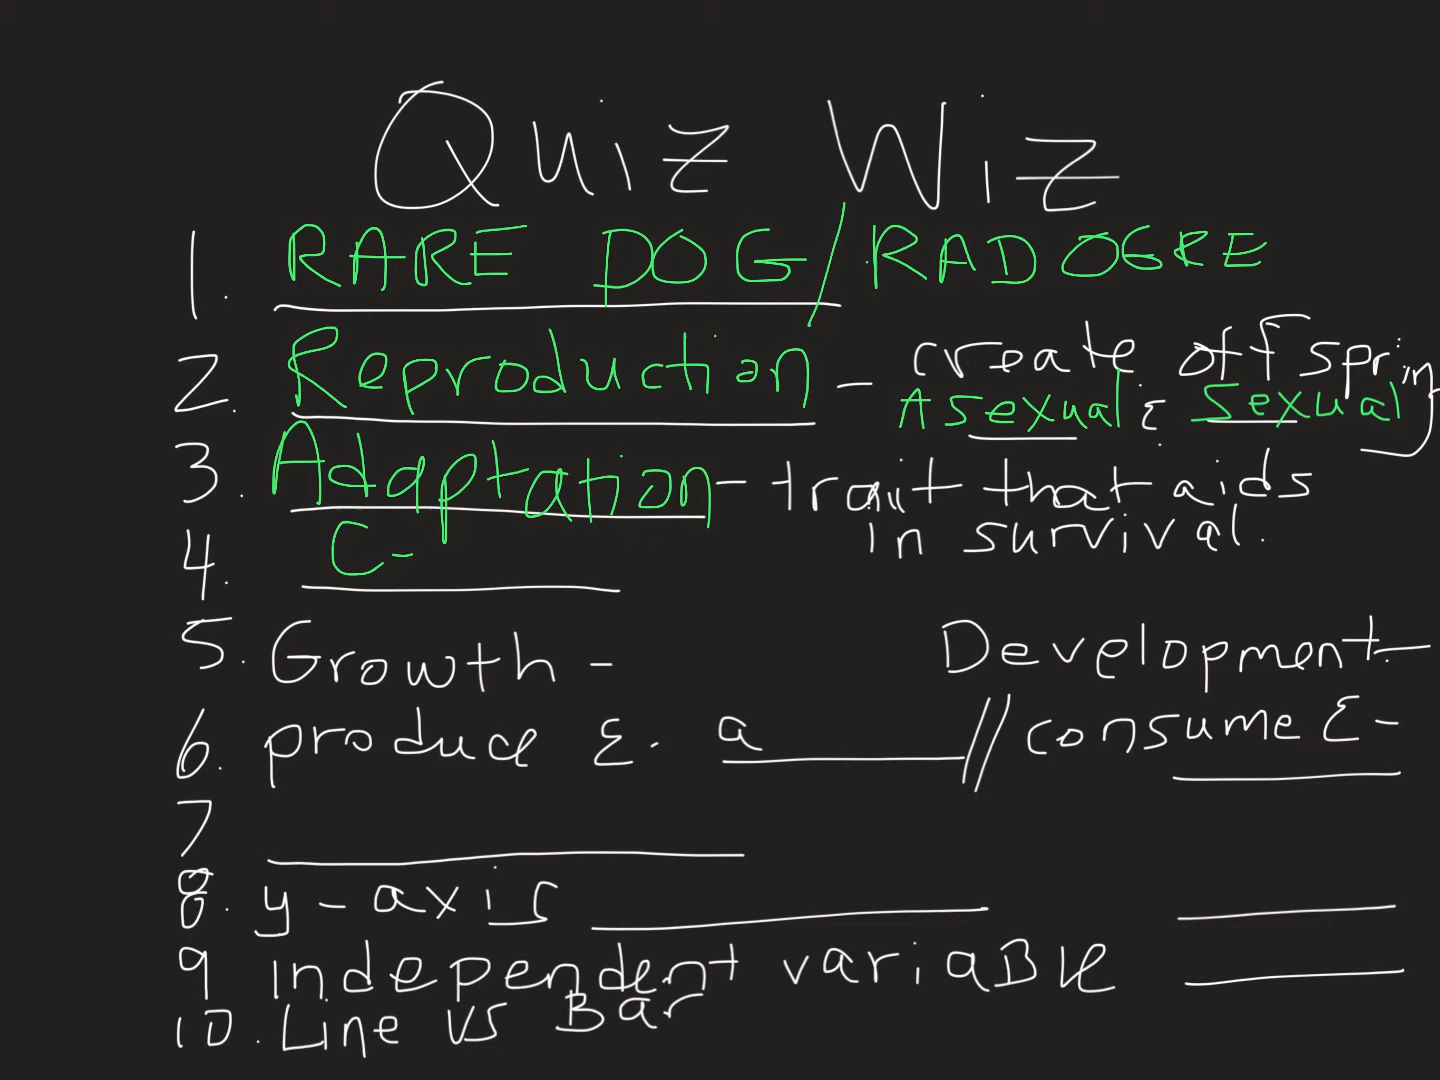 Quiz Wiz
1. RARE DOG/RADOGRE
2. Reproduction - create offspring
Asexual & Sexual
3. Adaptation - trait that aids
in survival.
4. C-
5. Growth - Development-
6. produce E. a // consume E-
7
8. y-axis
9 independent variaBle
10. Line vs Bar